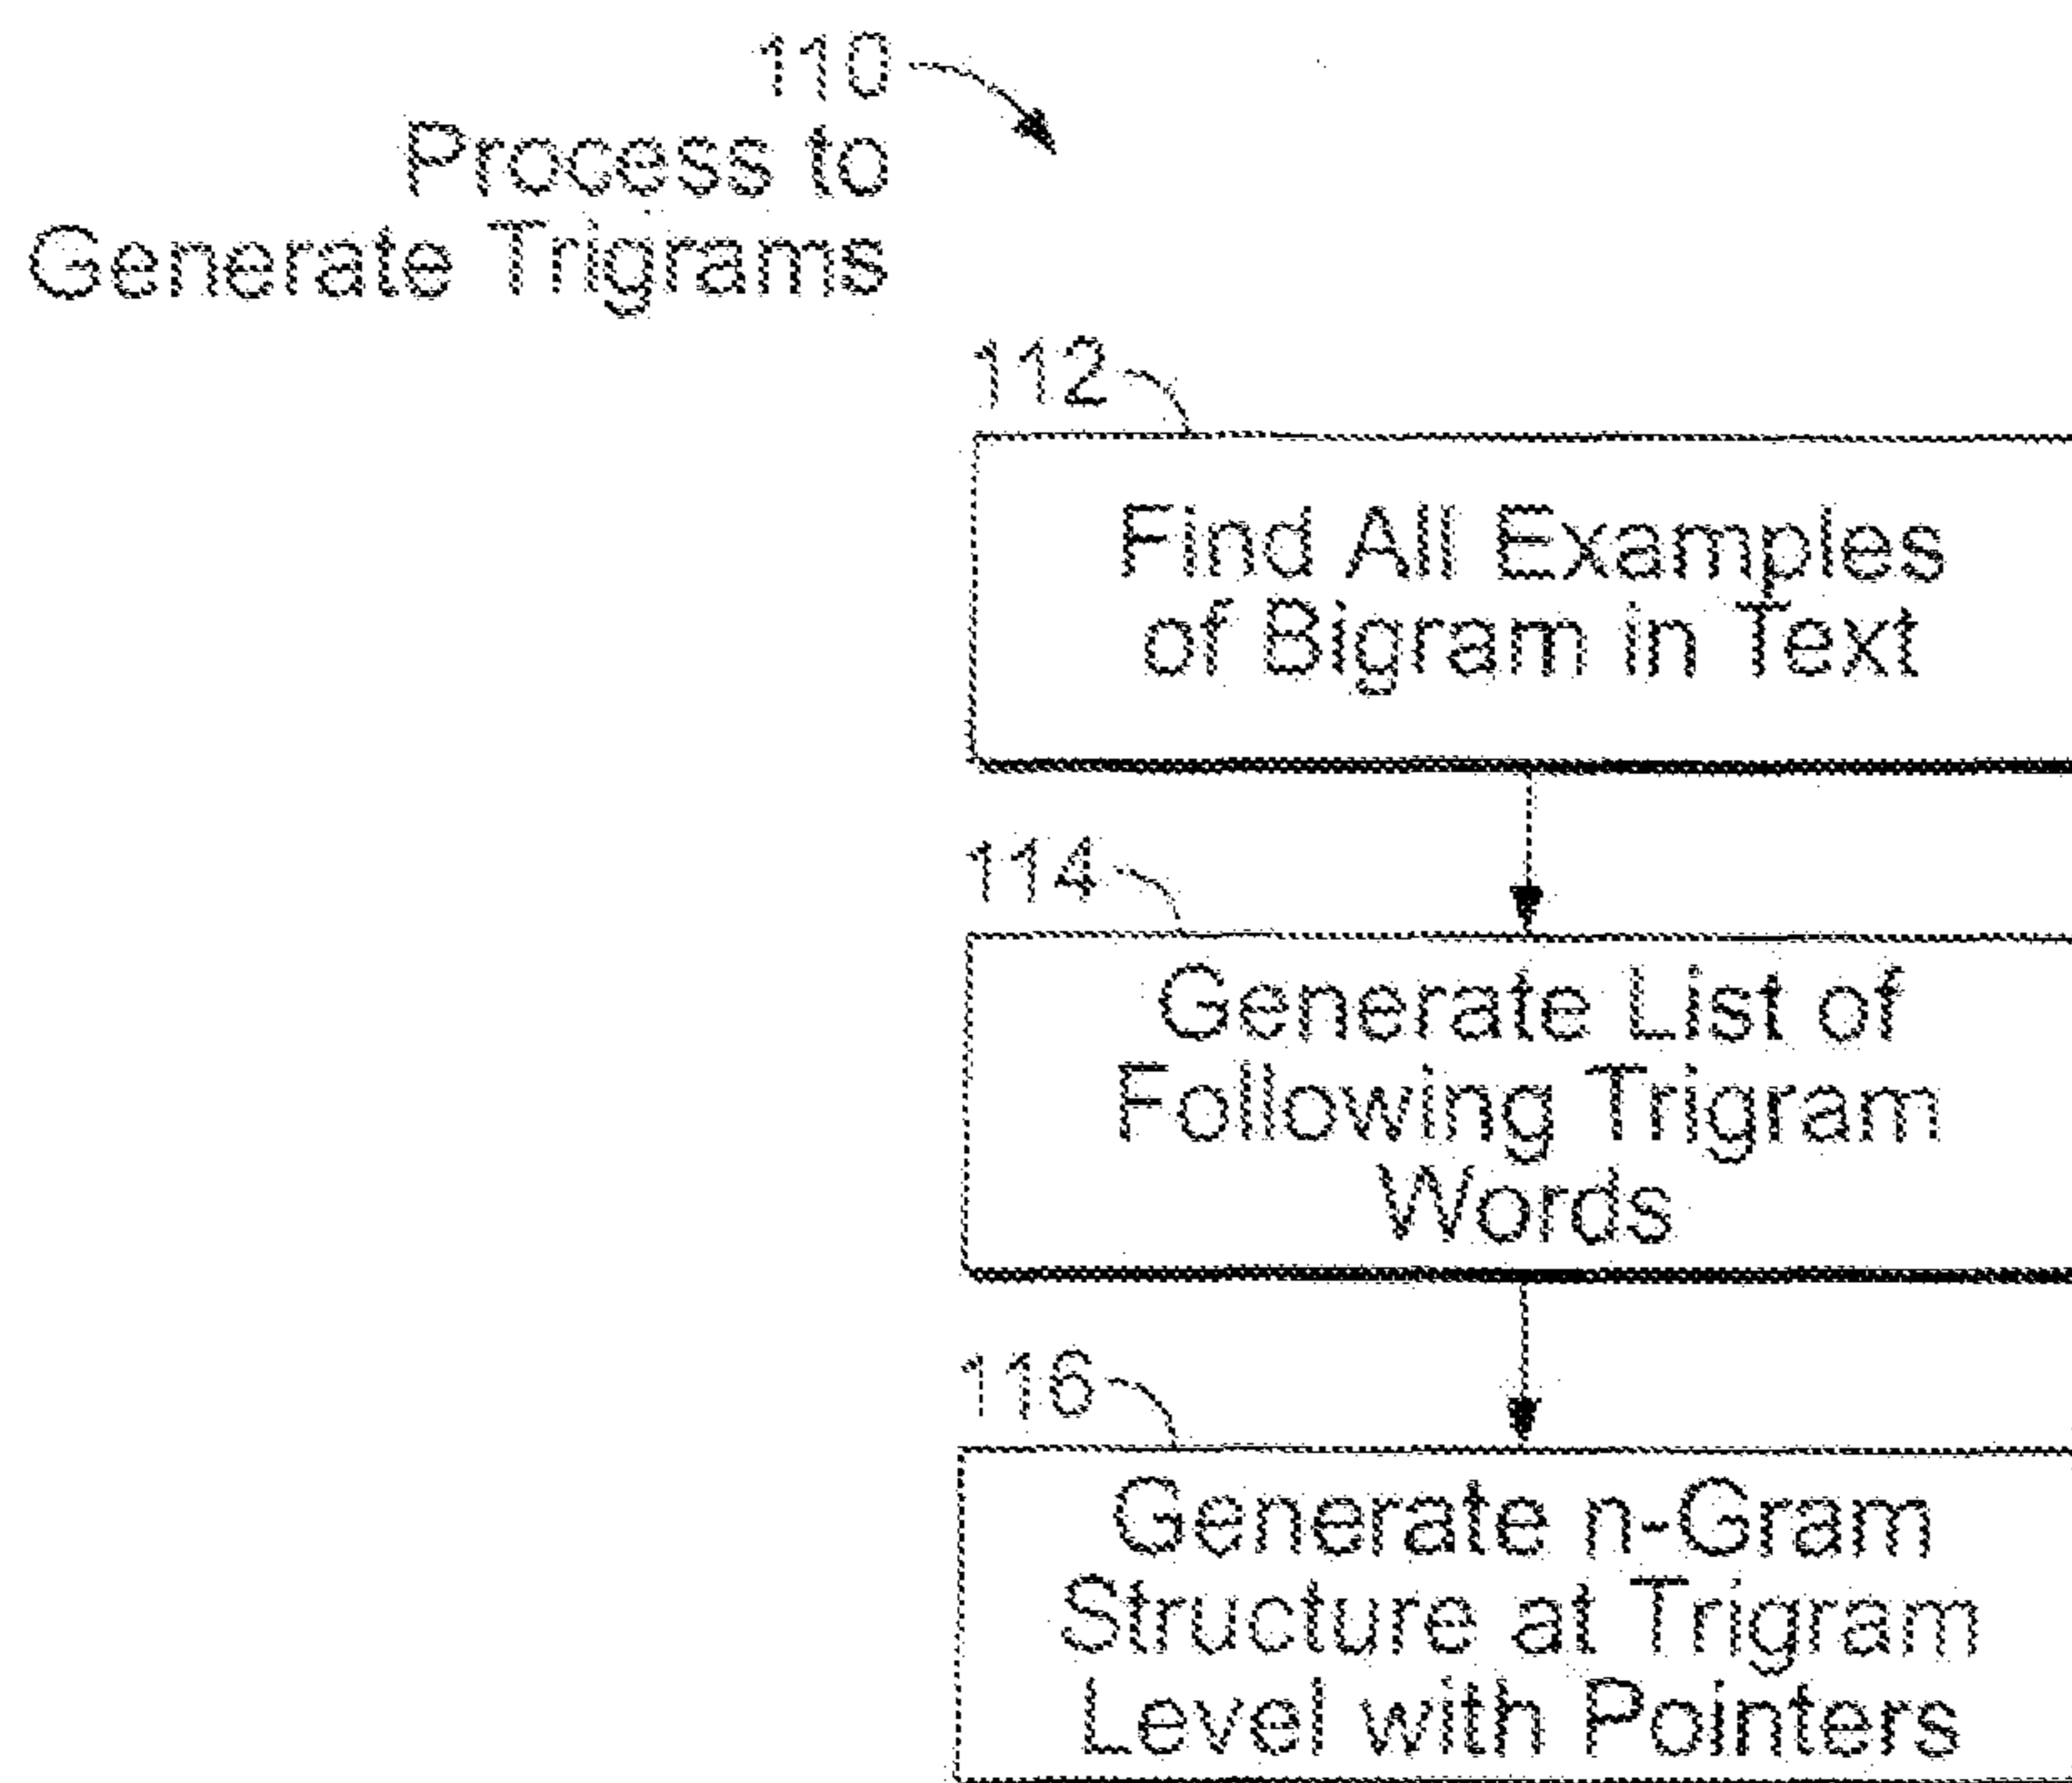 110
Process to
Generate Trigrams
112
Find All Examples
of Bigram in Text
114
Generate List of
Following Trigram
Words
116
Generate n-Gram
Structure at Trigram
Level with Pointers